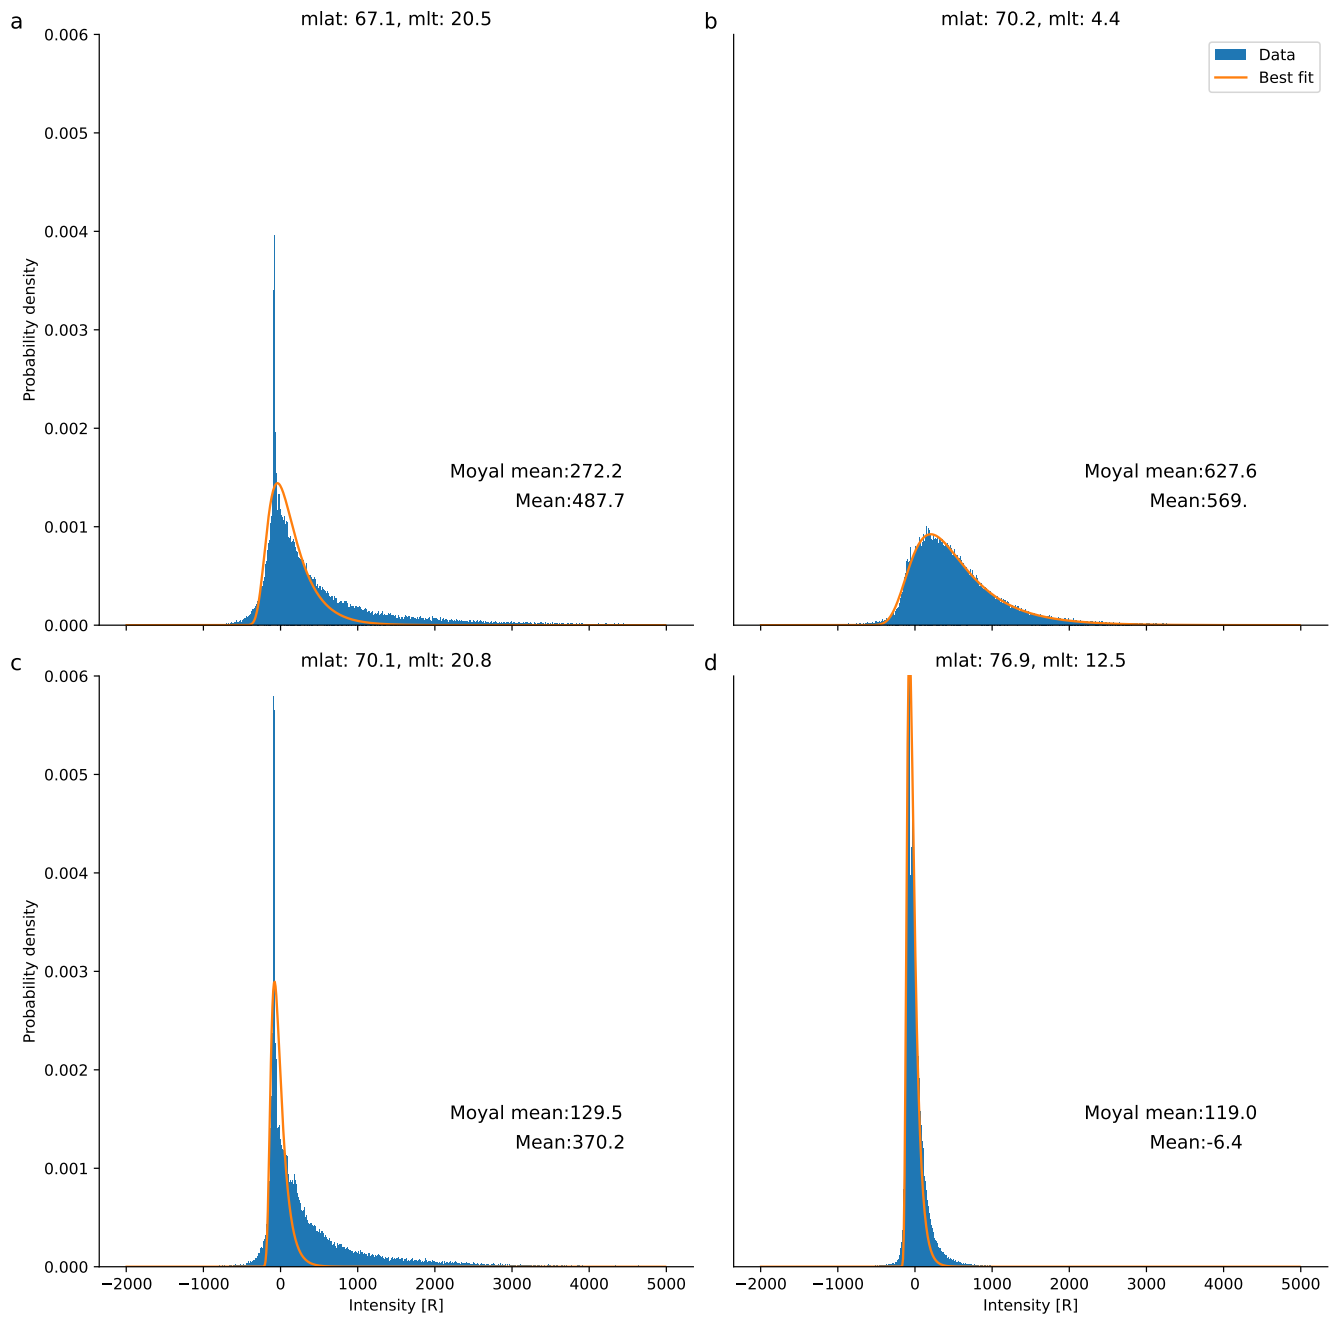 a
mlat: 67.1, mlt: 20.5
0.006
0.005
0.004
0.003
0.002
0.001
0.000
Probability density
Moyal mean:272.2
Mean:487.7
b
mlat: 70.2, mlt: 4.4
Data
Best fit
Moyal mean:627.6
Mean:569.
c
mlat: 70.1, mlt: 20.8
0.006
0.005
0.004
0.003
0.002
0.001
0.000
Probability density
Moyal mean:129.5
Mean:370.2
−2000 −1000 0 1000 2000 3000 4000 5000
Intensity [R]
d
mlat: 76.9, mlt: 12.5
Moyal mean:119.0
Mean:-6.4
−2000 −1000 0 1000 2000 3000 4000 5000
Intensity [R]